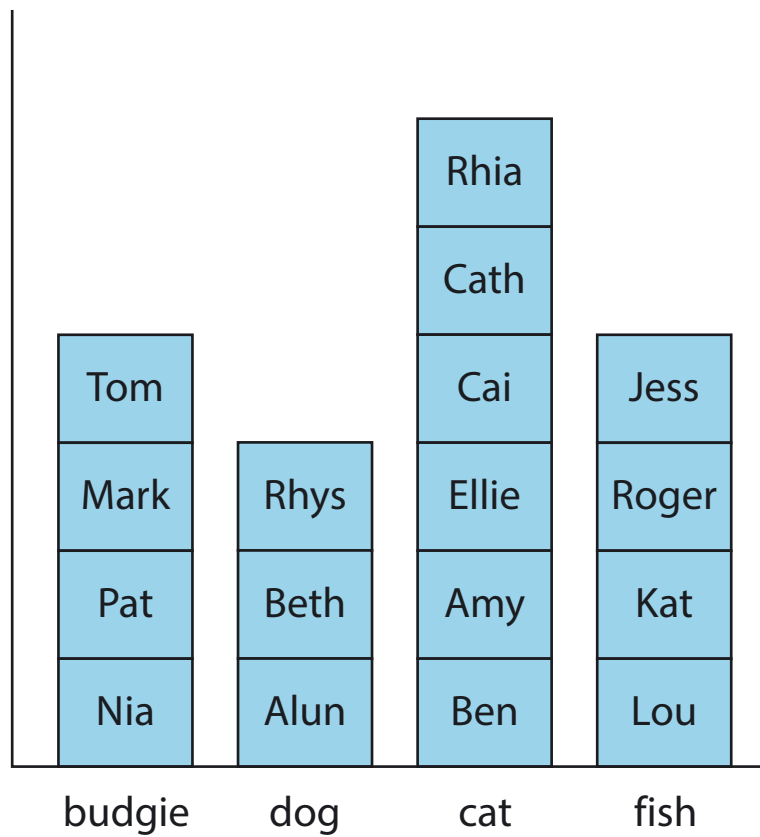 Rhia
Cath
Tom Cai Jess
Mark Rhys Ellie Roger
Pat Beth Amy Kat
Nia Alun Ben Lou
budgie dog cat fish